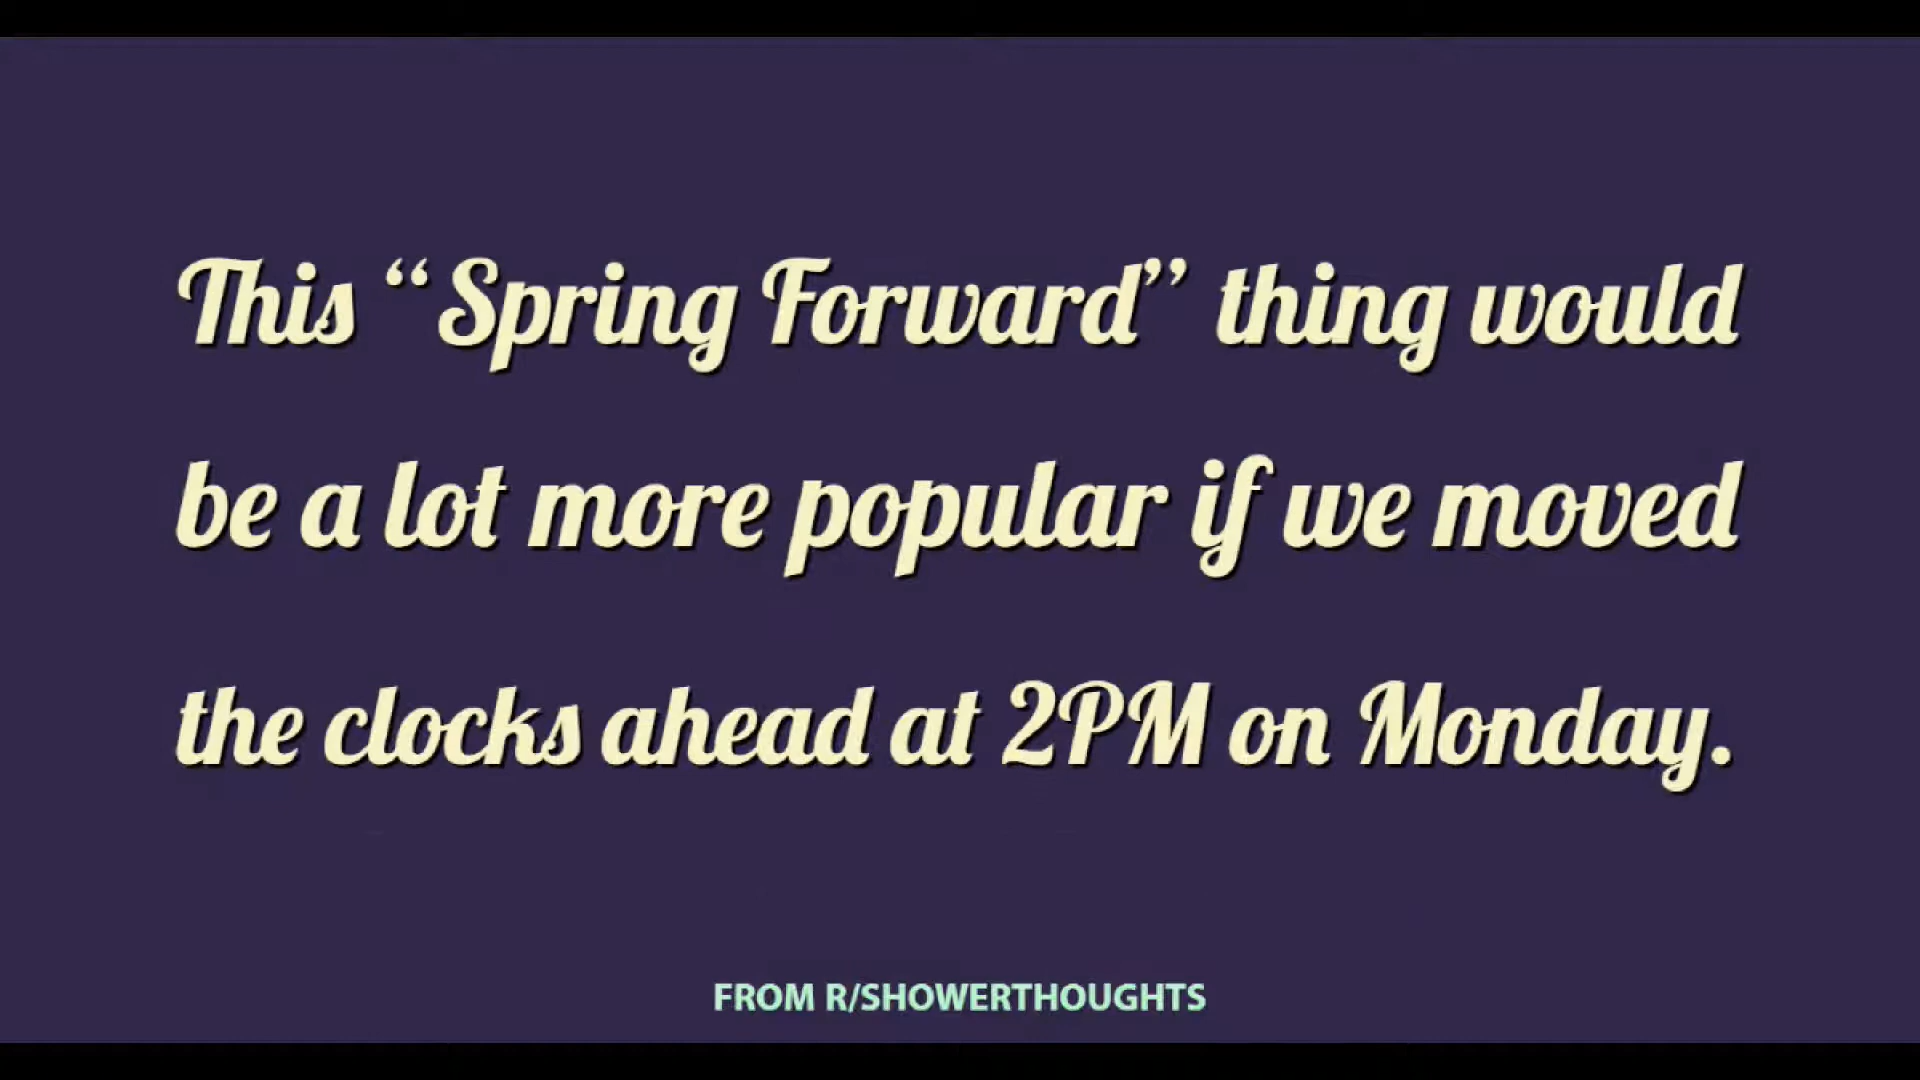 This “Spring Forward” thing would
be a lot more popular if we moved
the clocks ahead at 2PM on Monday.
FROM R/SHOWERTHOUGHTS